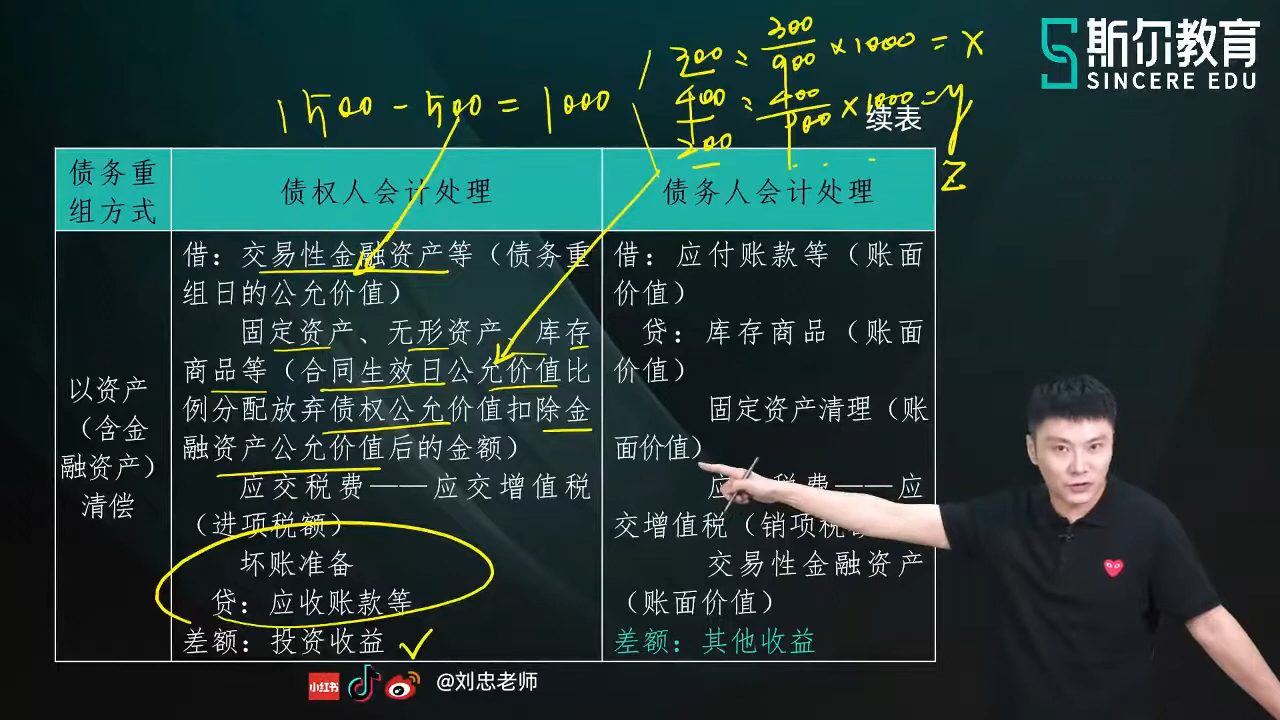 斯尔教育
SINCERE EDU
1500 - 500 = 1000
300 : 300/900 × 1000 = x
400 : 400/900 × 1000 = y
200
z
续表
债务重组方式
债权人会计处理
债务人会计处理
以资产
（含金
融资产）
清偿
借：交易性金融资产等（债务重
组日的公允价值）
固定资产、无形资产、库存
商品等（合同生效日公允价值比
例分配放弃债权公允价值扣除金
融资产公允价值后的金额）
应交税费——应交增值税
（进项税额）
坏账准备
贷：应收账款等
差额：投资收益
借：应付账款等（账面
价值）
贷：库存商品（账面
价值）
固定资产清理（账
面价值）
应 税费——应
交增值税（销项税
交易性金融资产
（账面价值）
差额：其他收益
小红书
@刘忠老师